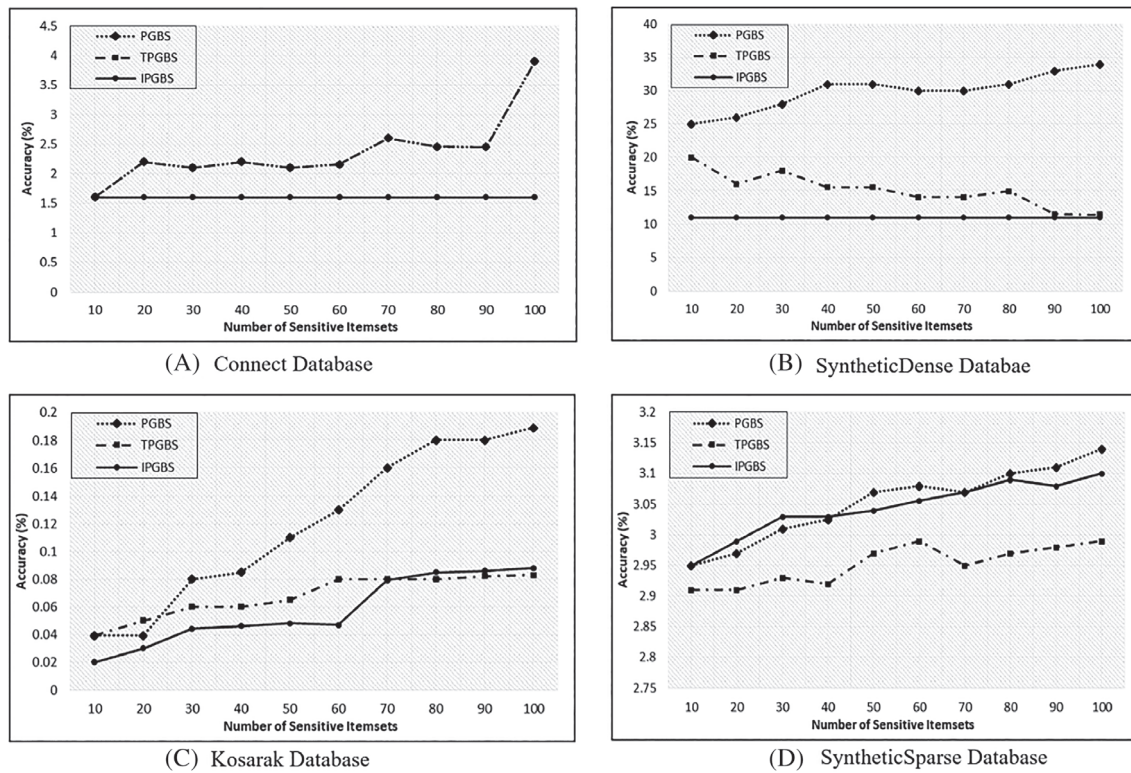 4.5
4
3.5
3
2.5
2
1.5
1
0.5
0
Accuracy (%)
PGBS
TPGBS
IPGBS
10 20 30 40 50 60 70 80 90 100
Number of Sensitive Itemsets
(A) Connect Database
40
35
30
25
20
15
10
5
0
Accuracy (%)
PGBS
TPGBS
IPGBS
10 20 30 40 50 60 70 80 90 100
Number of Sensitive Itemsets
(B) SyntheticDense Databae
0.2
0.18
0.16
0.14
0.12
0.1
0.08
0.06
0.04
0.02
0
Accuracy (%)
PGBS
TPGBS
IPGBS
10 20 30 40 50 60 70 80 90 100
Number of Sensitive Itemsets
(C) Kosarak Database
3.2
3.15
3.1
3.05
3
2.95
2.9
2.85
2.8
2.75
Accuracy (%)
PGBS
TPGBS
IPGBS
10 20 30 40 50 60 70 80 90 100
Number of Sensitive Itemsets
(D) SyntheticSparse Database